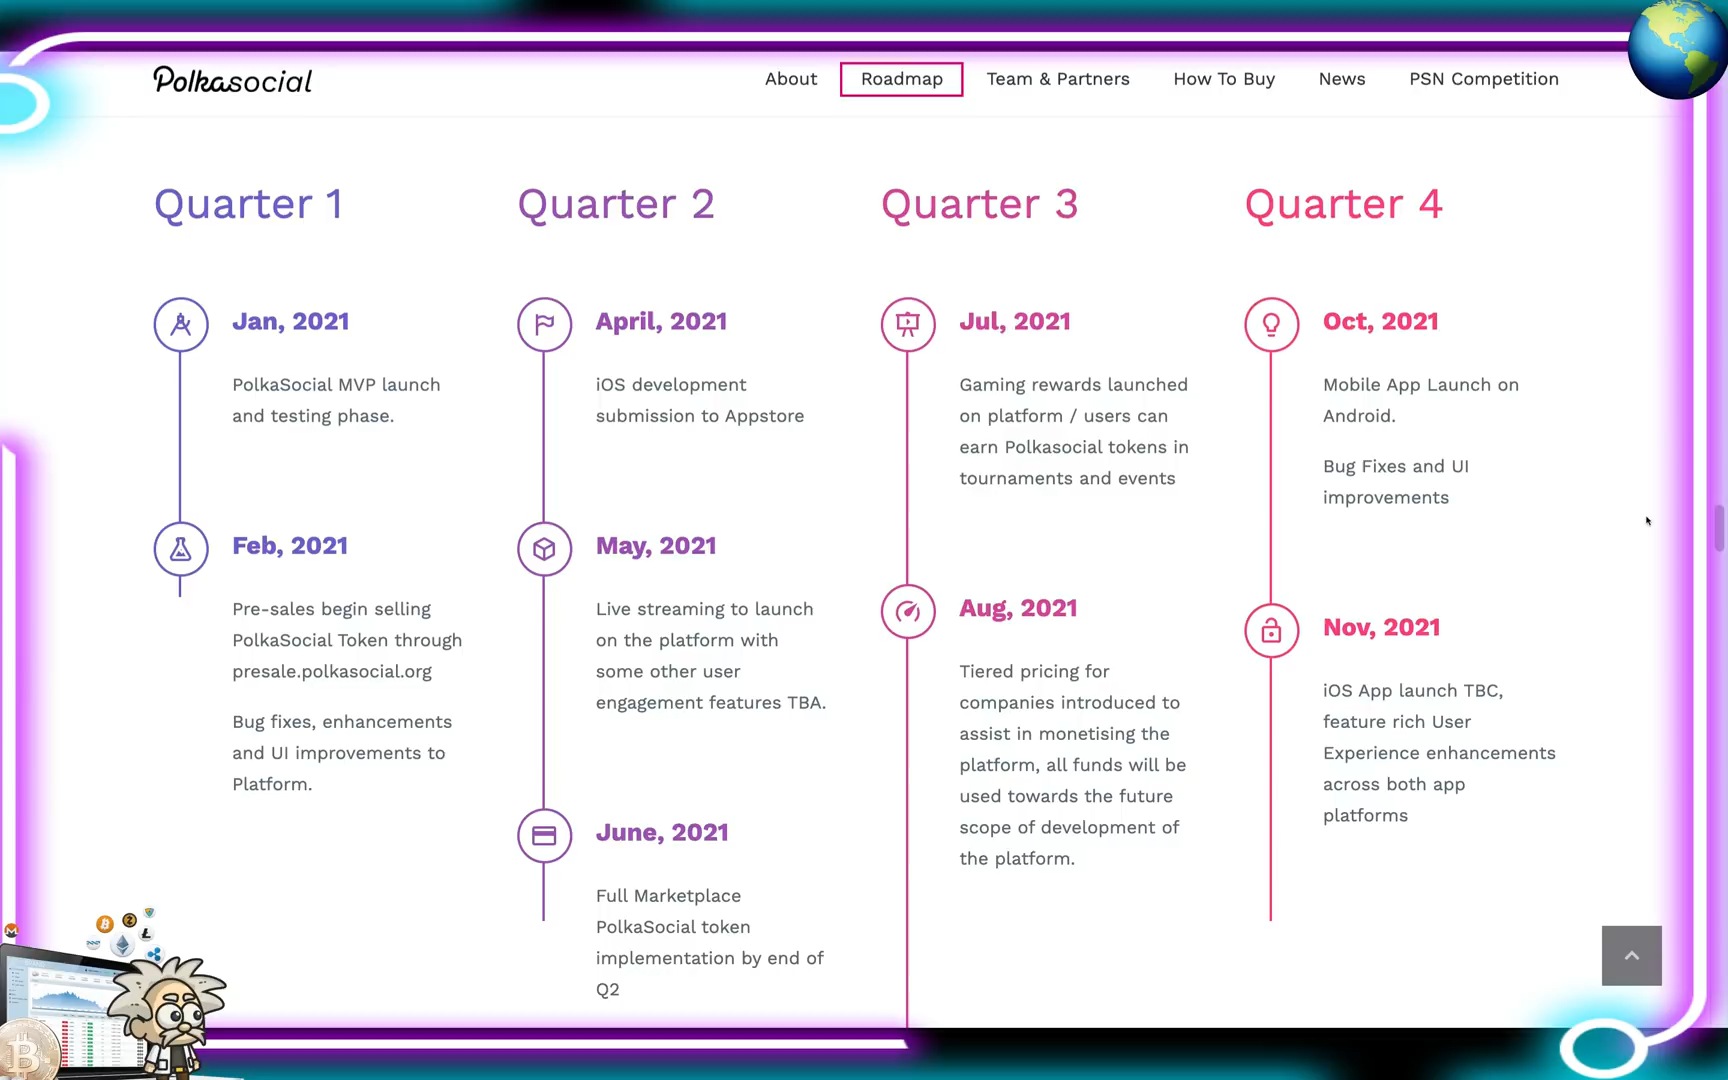 Polkasocial
About
Roadmap
Team & Partners
How To Buy
News
PSN Competition
Quarter 1
Jan, 2021
PolkaSocial MVP launch
and testing phase.
Feb, 2021
Pre-sales begin selling
PolkaSocial Token through
presale.polkasocial.org
Bug fixes, enhancements
and UI improvements to
Platform.
Quarter 2
April, 2021
iOS development
submission to Appstore
May, 2021
Live streaming to launch
on the platform with
some other user
engagement features TBA.
June, 2021
Full Marketplace
PolkaSocial token
implementation by end of
Q2
Quarter 3
Jul, 2021
Gaming rewards launched
on platform / users can
earn Polkasocial tokens in
tournaments and events
Aug, 2021
Tiered pricing for
companies introduced to
assist in monetising the
platform, all funds will be
used towards the future
scope of development of
the platform.
Quarter 4
Oct, 2021
Mobile App Launch on
Android.
Bug Fixes and UI
improvements
Nov, 2021
iOS App launch TBC,
feature rich User
Experience enhancements
across both app
platforms